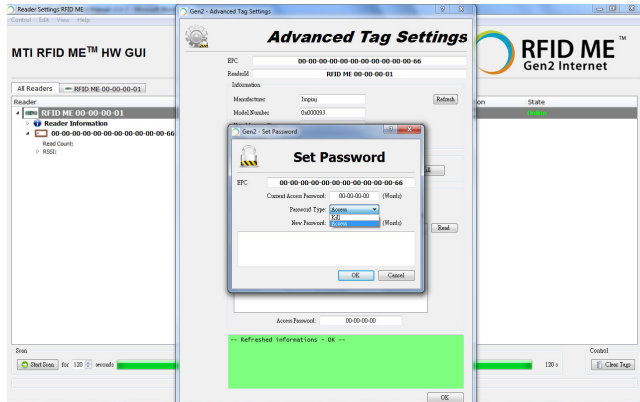 Reader Settings RFID ME
Control Edit View Help
MTI RFID ME™ HW GUI
RFID ME™
Gen2 Internet
All Readers
RFID ME 00-00-00-01
Reader
State
RFID ME 00-00-00-01
Reader Information
00-00-00-00-00-00-00-00-00-00-00-66
Read Count:
RSSI:
Gen2 - Advanced Tag Settings
Advanced Tag Settings
EPC 00-00-00-00-00-00-00-00-00-00-00-66
ReaderId RFID ME 00-00-00-01
Information
Manufacturer Impinj
Refresh
Model Number 0x000093
Gen2 - Set Password
Set Password
EPC 00-00-00-00-00-00-00-00-00-00-00-66
Current Access Password: 00-00-00-00 (Words)
Password Type: Access
Kill
Access
New Password: (Words)
Read
OK Cancel
Access Password: 00-00-00-00
-- Refreshed informations - OK --
OK
Scan
Start Scan for 120 seconds
120 s
Control
Clear Tags